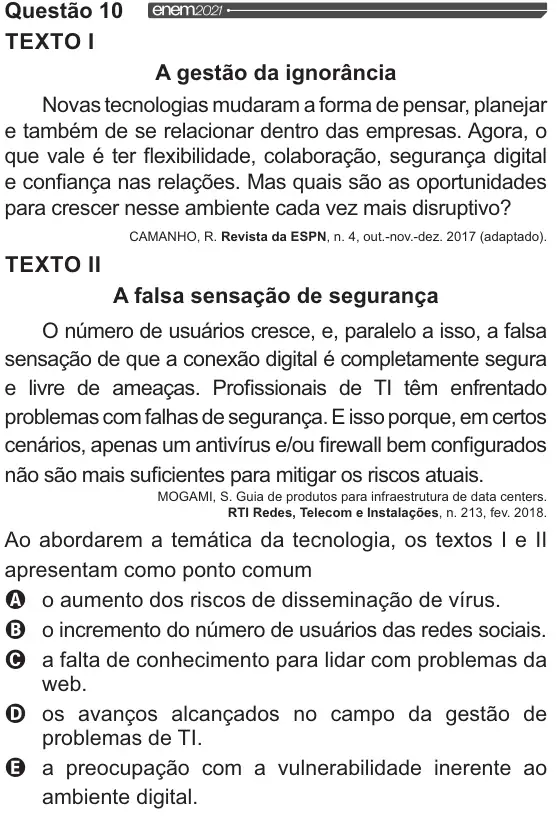 Questão 10 enem2021
TEXTO I
A gestão da ignorância
Novas tecnologias mudaram a forma de pensar, planejar
e também de se relacionar dentro das empresas. Agora, o
que vale é ter flexibilidade, colaboração, segurança digital
e confiança nas relações. Mas quais são as oportunidades
para crescer nesse ambiente cada vez mais disruptivo?
CAMANHO, R. Revista da ESPN, n. 4, out.-nov.-dez. 2017 (adaptado).
TEXTO II
A falsa sensação de segurança
O número de usuários cresce, e, paralelo a isso, a falsa
sensação de que a conexão digital é completamente segura
e livre de ameaças. Profissionais de TI têm enfrentado
problemas com falhas de segurança. E isso porque, em certos
cenários, apenas um antivírus e/ou firewall bem configurados
não são mais suficientes para mitigar os riscos atuais.
MOGAMI, S. Guia de produtos para infraestrutura de data centers.
RTI Redes, Telecom e Instalações, n. 213, fev. 2018.
Ao abordarem a temática da tecnologia, os textos I e II
apresentam como ponto comum
A o aumento dos riscos de disseminação de vírus.
B o incremento do número de usuários das redes sociais.
C a falta de conhecimento para lidar com problemas da
web.
D os avanços alcançados no campo da gestão de
problemas de TI.
E a preocupação com a vulnerabilidade inerente ao
ambiente digital.